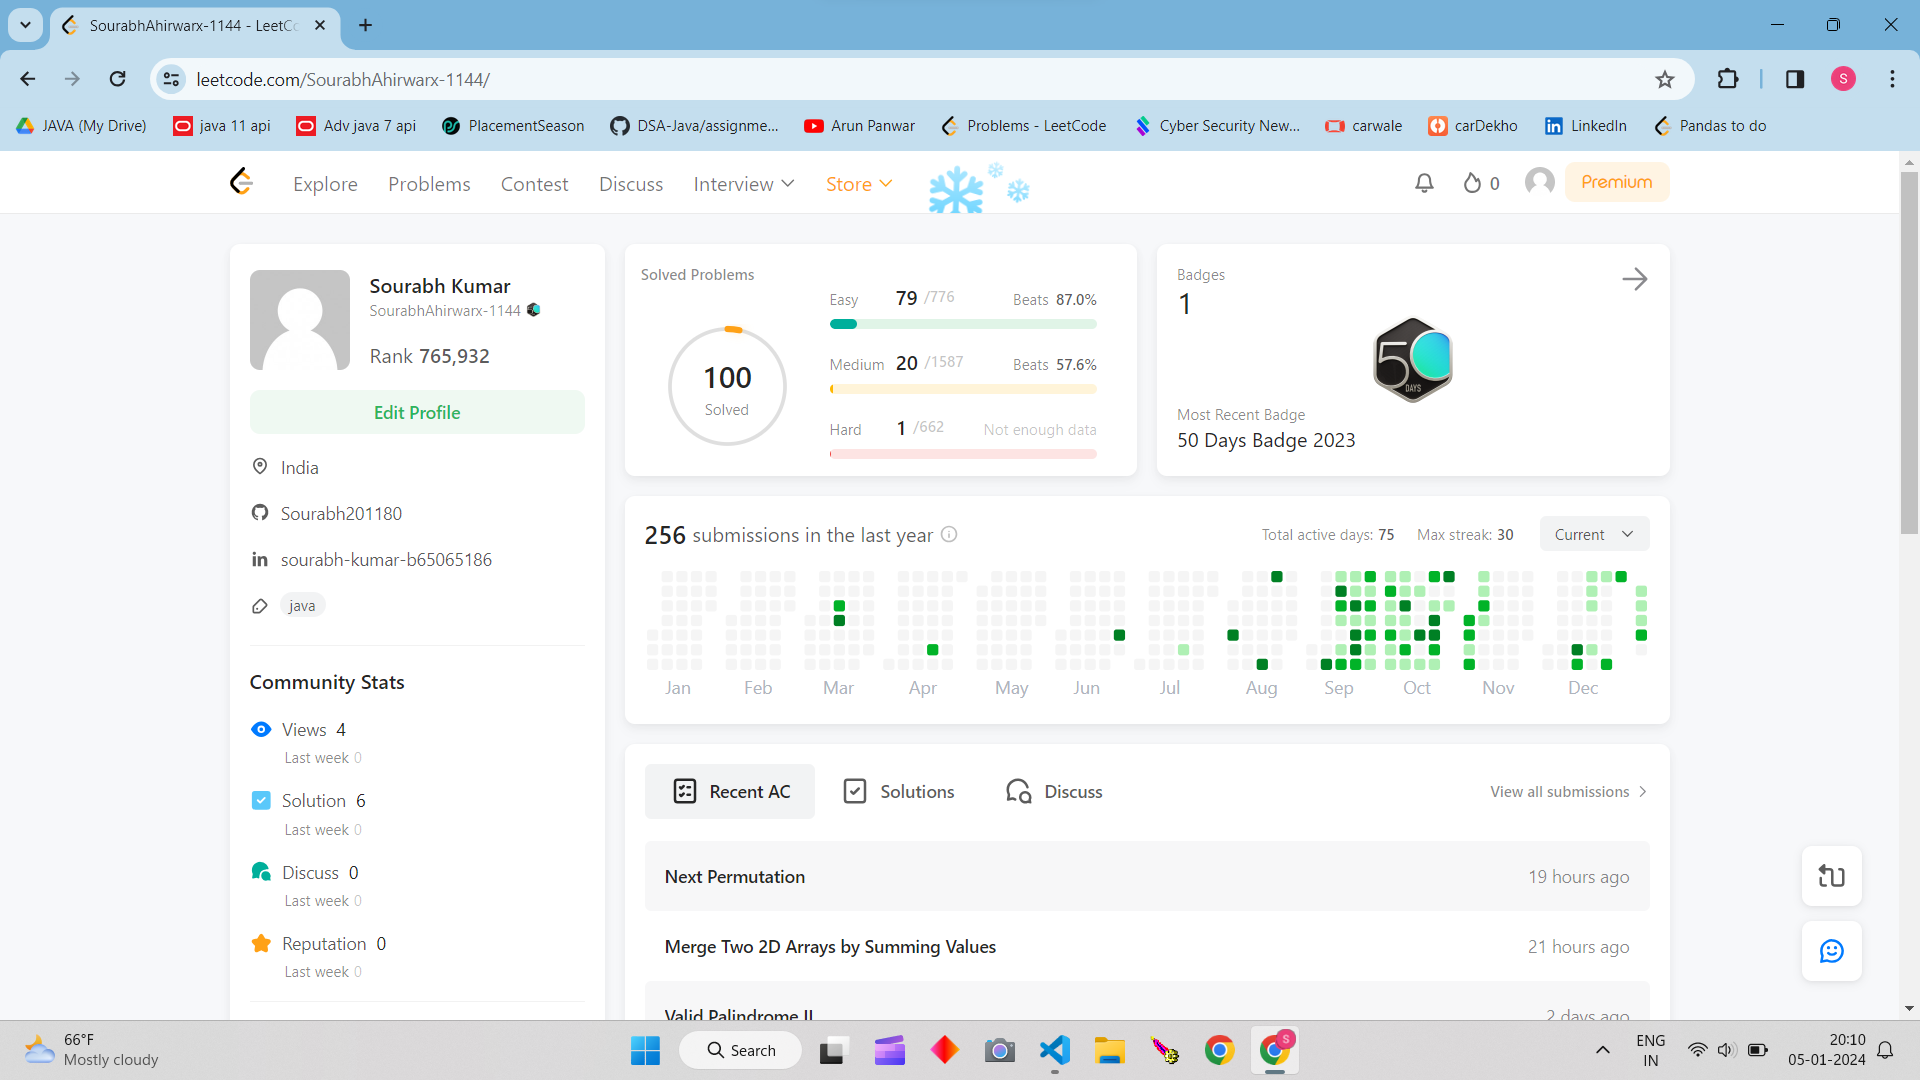 SourabhAhirwarx-1144 - LeetCo
leetcode.com/SourabhAhirwarx-1144/
S
JAVA (My Drive)
java 11 api
Adv java 7 api
PlacementSeason
DSA-Java/assignme...
Arun Panwar
Problems - LeetCode
Cyber Security New...
carwale
carDekho
LinkedIn
Pandas to do
Explore
Problems
Contest
Discuss
Interview
Store
0
Premium
Sourabh Kumar
SourabhAhirwarx-1144
Rank 765,932
Edit Profile
India
Sourabh201180
sourabh-kumar-b65065186
java
Community Stats
Views 4
Last week 0
Solution 6
Last week 0
Discuss 0
Last week 0
Reputation 0
Last week 0
Solved Problems
100
Solved
Easy 79 /776 Beats 87.0%
Medium 20 /1587 Beats 57.6%
Hard 1 /662 Not enough data
Badges
1
50
DAYS
Most Recent Badge
50 Days Badge 2023
256 submissions in the last year
Total active days: 75 Max streak: 30
Current
Jan Feb Mar Apr May Jun Jul Aug Sep Oct Nov Dec
Recent AC
Solutions
Discuss
View all submissions
Next Permutation 19 hours ago
Merge Two 2D Arrays by Summing Values 21 hours ago
Valid Palindrome II 2 days ago
66°F
Mostly cloudy
Search
S
ENG
IN
20:10
05-01-2024